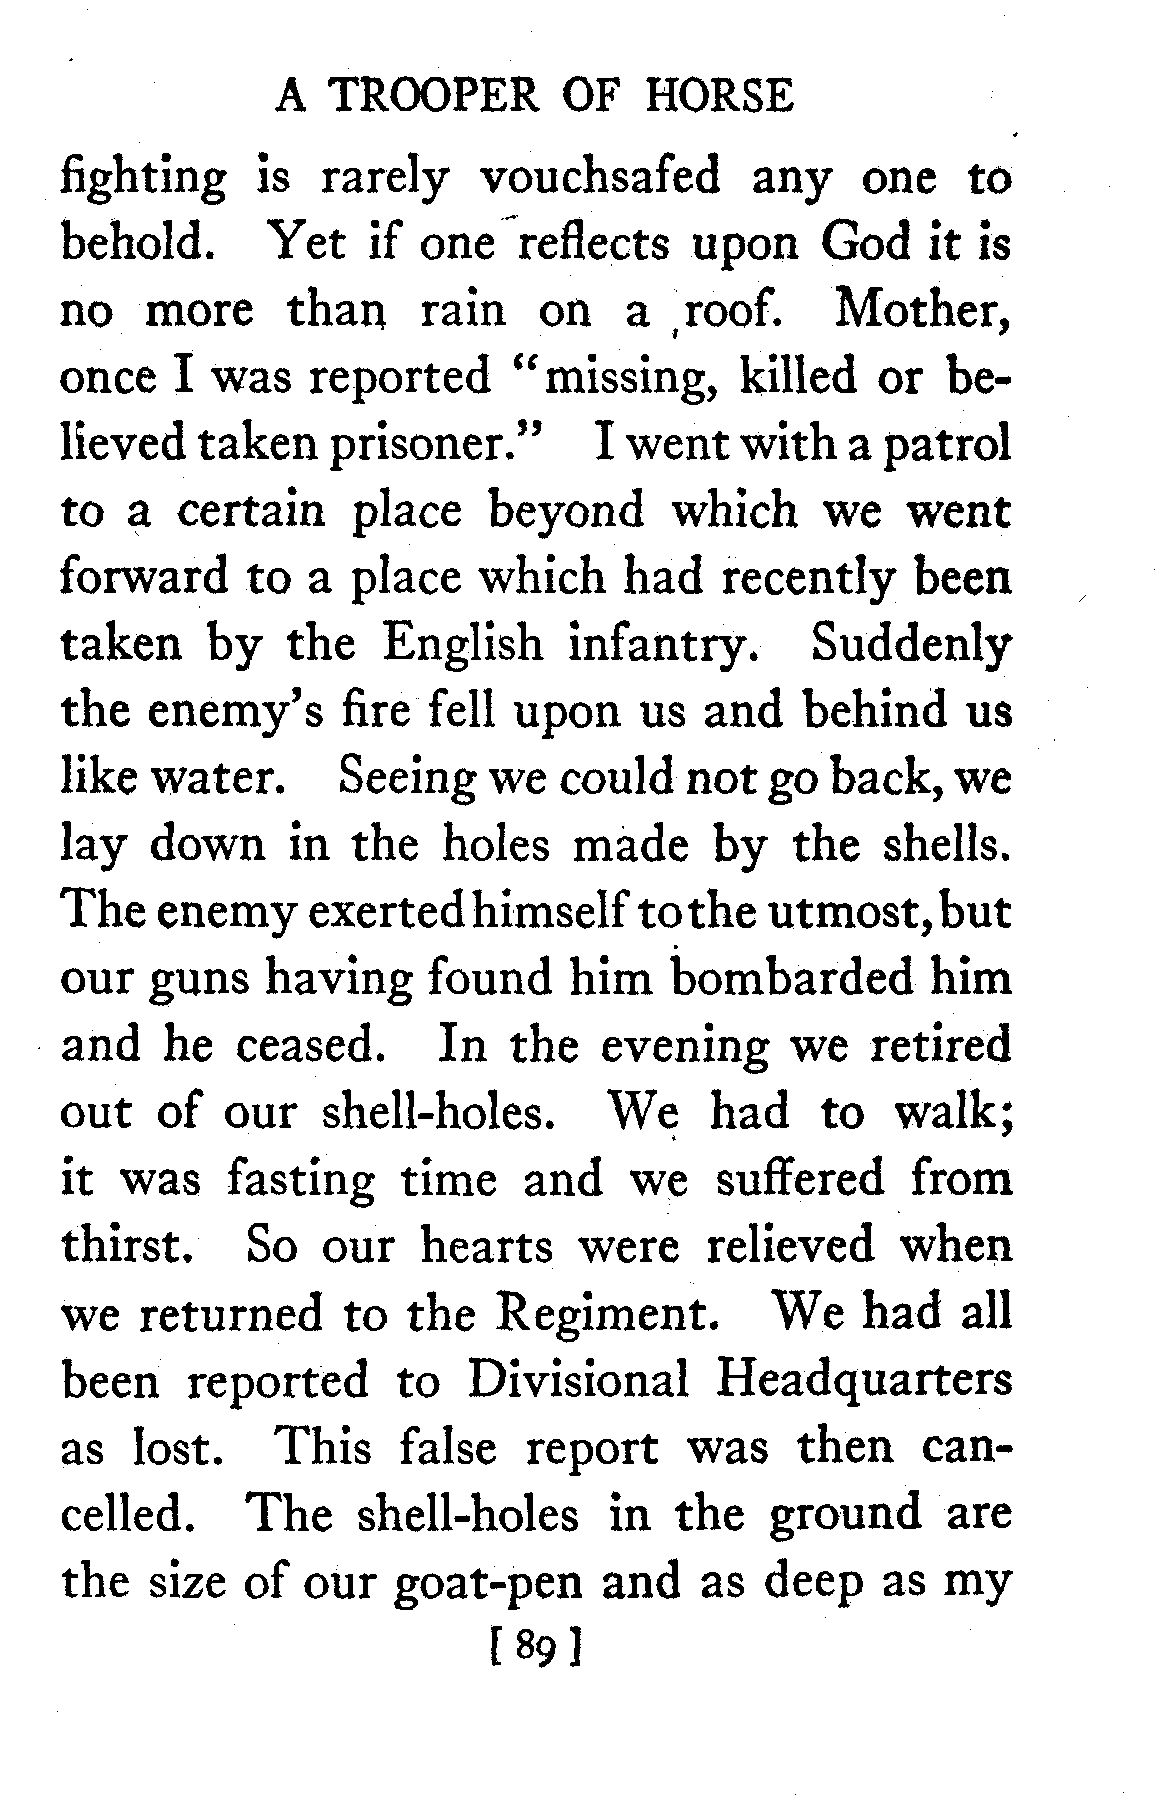 A TROOPER OF HORSE
fighting is rarely vouchsafed any one to
behold. Yet if one reflects upon God it is
no more than rain on a roof. Mother,
once I was reported “missing, killed or be-
lieved taken prisoner.” I went with a patrol
to a certain place beyond which we went
forward to a place which had recently been
taken by the English infantry. Suddenly
the enemy's fire fell upon us and behind us
like water. Seeing we could not go back, we
lay down in the holes made by the shells.
The enemy exerted himself to the utmost, but
our guns having found him bombarded him
and he ceased. In the evening we retired
out of our shell-holes. We had to walk;
it was fasting time and we suffered from
thirst. So our hearts were relieved when
we returned to the Regiment. We had all
been reported to Divisional Headquarters
as lost. This false report was then can-
celled. The shell-holes in the ground are
the size of our goat-pen and as deep as my
[ 89 ]